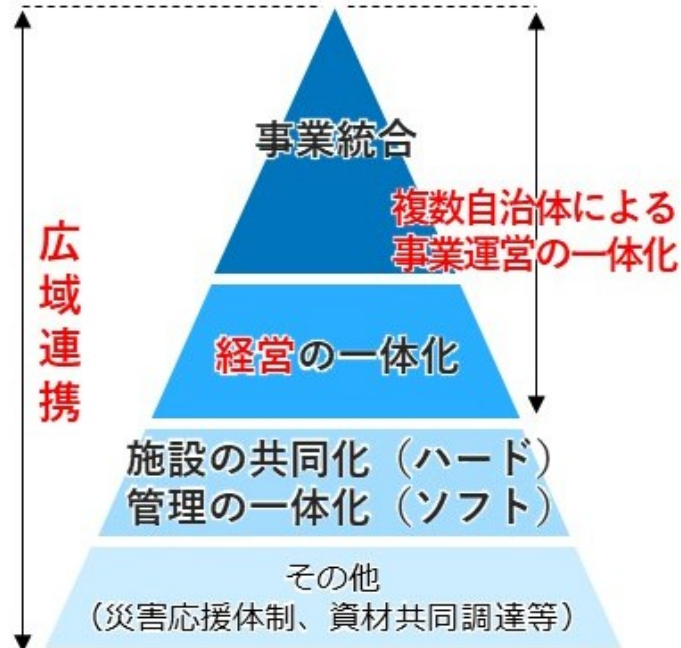 事業統合
複数自治体による
事業運営の一体化
広域連携
経営の一体化
施設の共同化（ハード）
管理の一体化（ソフト）
その他
（災害応援体制、資材共同調達等）